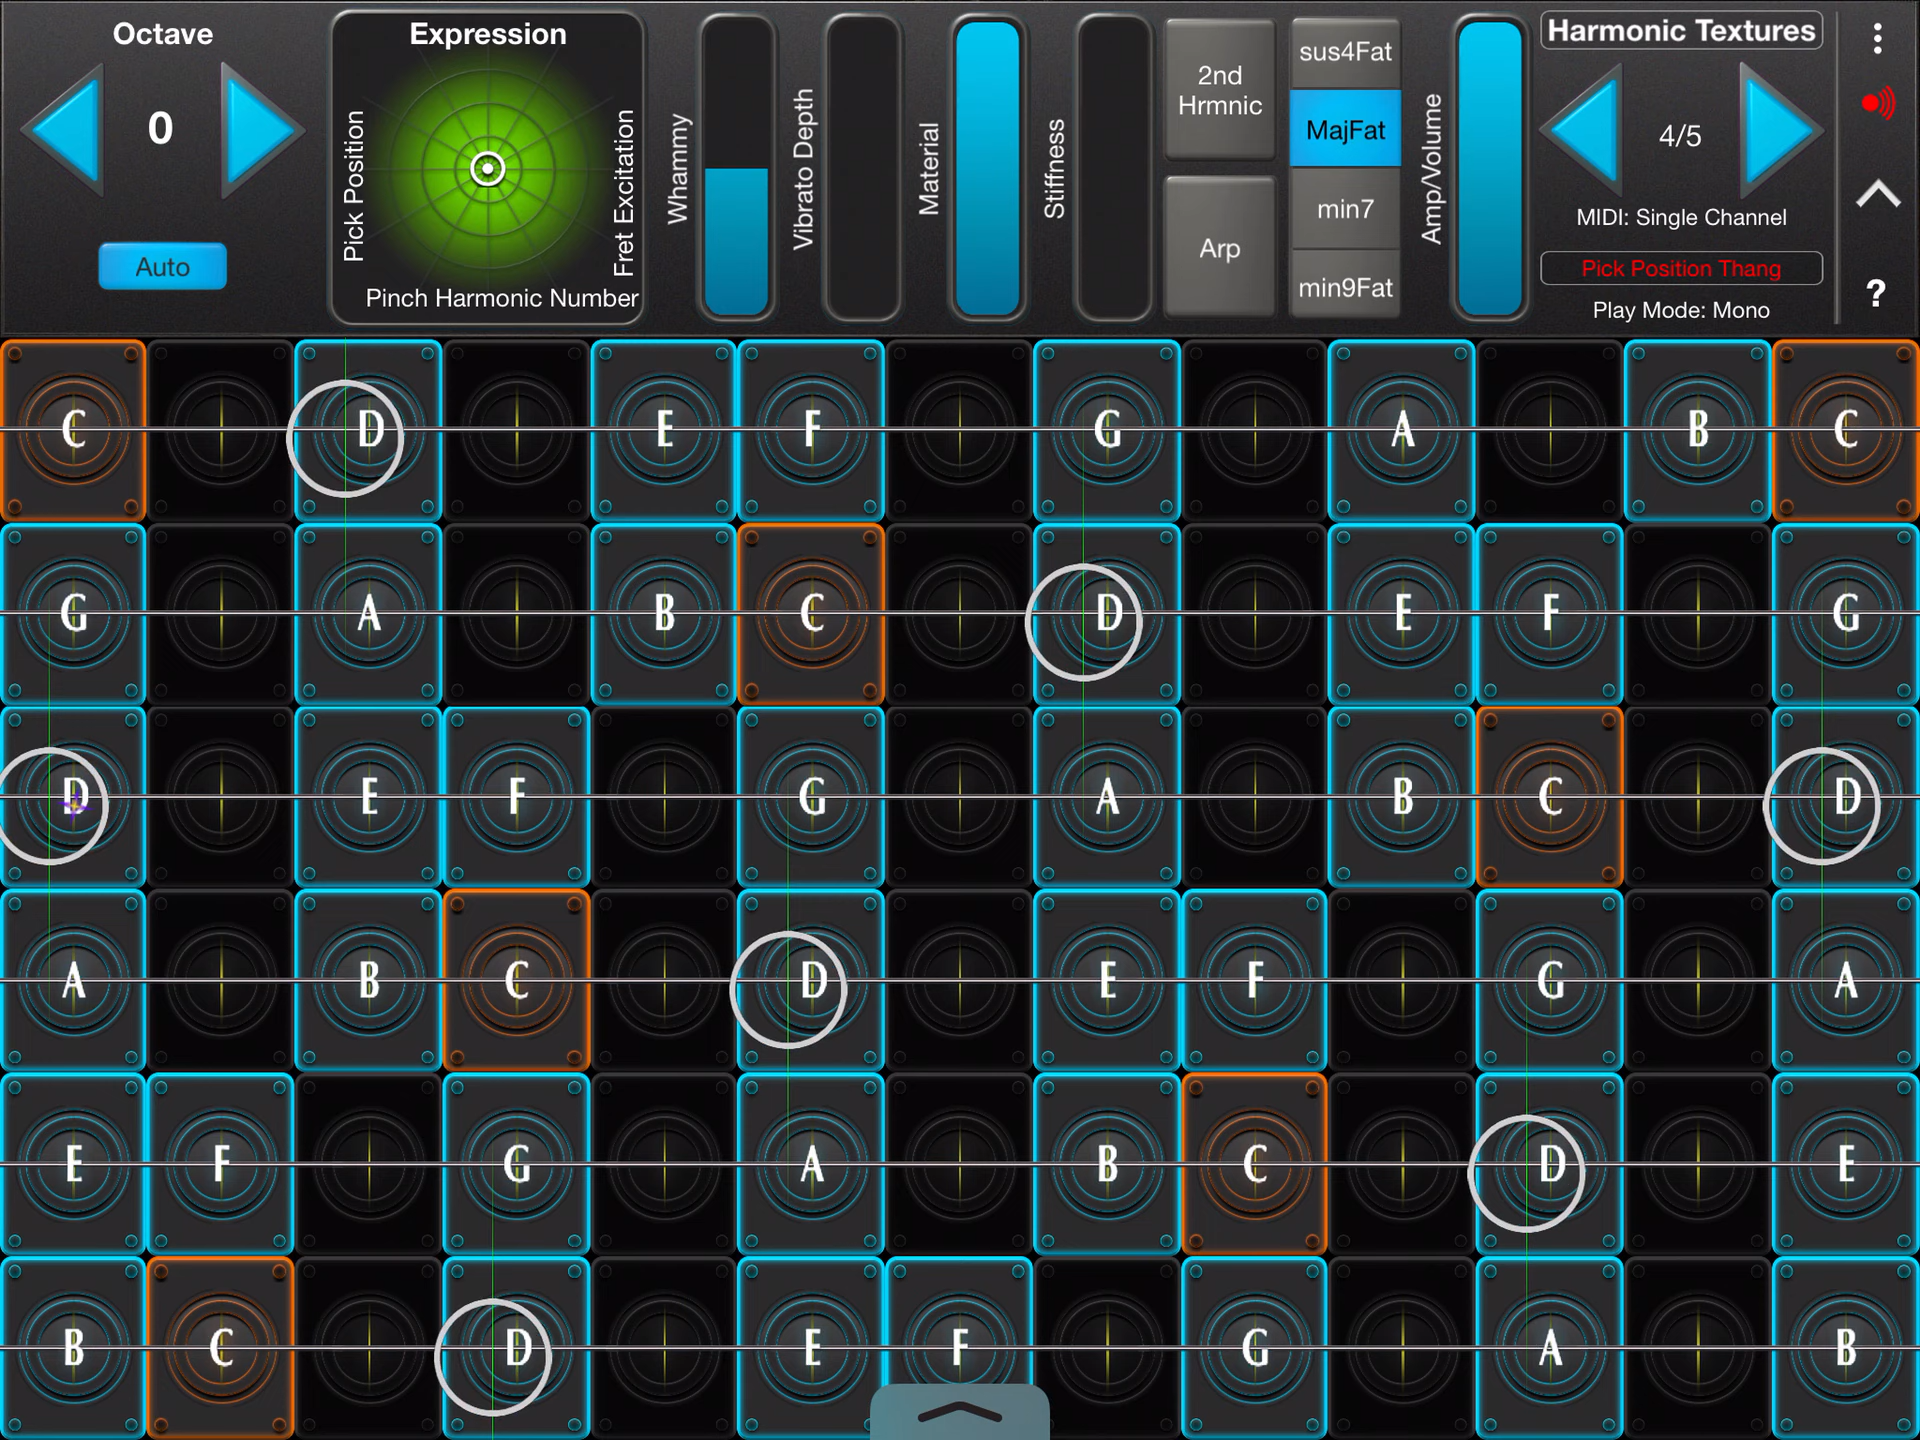 Octave
0
Auto
Expression
Pick Position
Fret Excitation
Pinch Harmonic Number
Whammy
Vibrato Depth
Material
Stiffness
2nd
Hrmnic
Arp
sus4Fat
MajFat
min7
min9Fat
Amp/Volume
Harmonic Textures
4/5
MIDI: Single Channel
Pick Position Thang
Play Mode: Mono
?
C D E F G A B C
G A B C D E F G
D E F G A B C D
A B C D E F G A
E F G A B C D E
B C D E F G A B